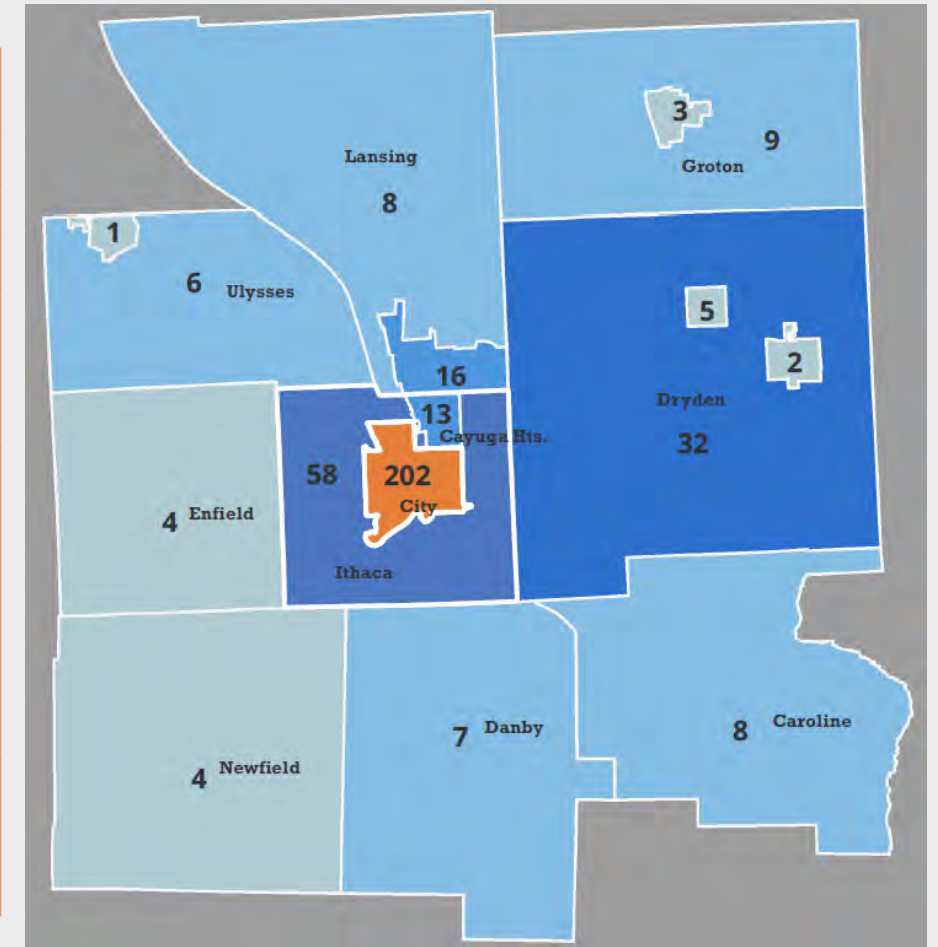 3
9
Lansing
Groton
8
1
6 Ulysses
5
2
16
Dryden
13
Cayuga Hts.
32
58
202
City
4 Enfield
Ithaca
7 Danby
8 Caroline
4 Newfield